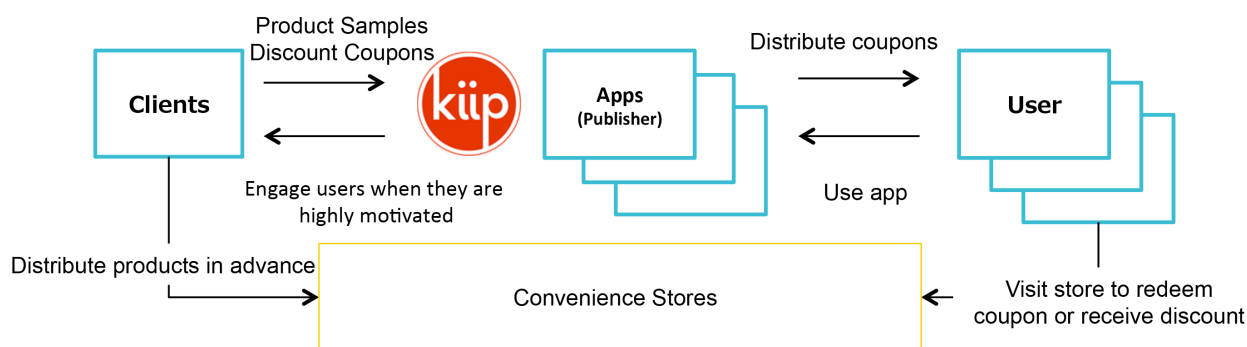 Product Samples
Discount Coupons
Clients
kiip
Engage users when they are
highly motivated
Apps
(Publisher)
Distribute coupons
Use app
User
Distribute products in advance
Convenience Stores
Visit store to redeem
coupon or receive discount